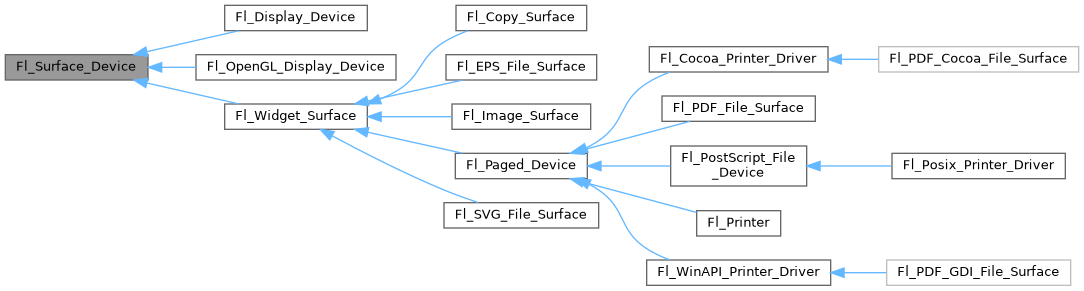 Fl_Surface_Device
Fl_Display_Device
Fl_OpenGL_Display_Device
Fl_Widget_Surface
Fl_Copy_Surface
Fl_EPS_File_Surface
Fl_Image_Surface
Fl_Paged_Device
Fl_SVG_File_Surface
Fl_Cocoa_Printer_Driver
Fl_PDF_File_Surface
Fl_PostScript_File
_Device
Fl_Printer
Fl_WinAPI_Printer_Driver
Fl_PDF_Cocoa_File_Surface
Fl_Posix_Printer_Driver
Fl_PDF_GDI_File_Surface